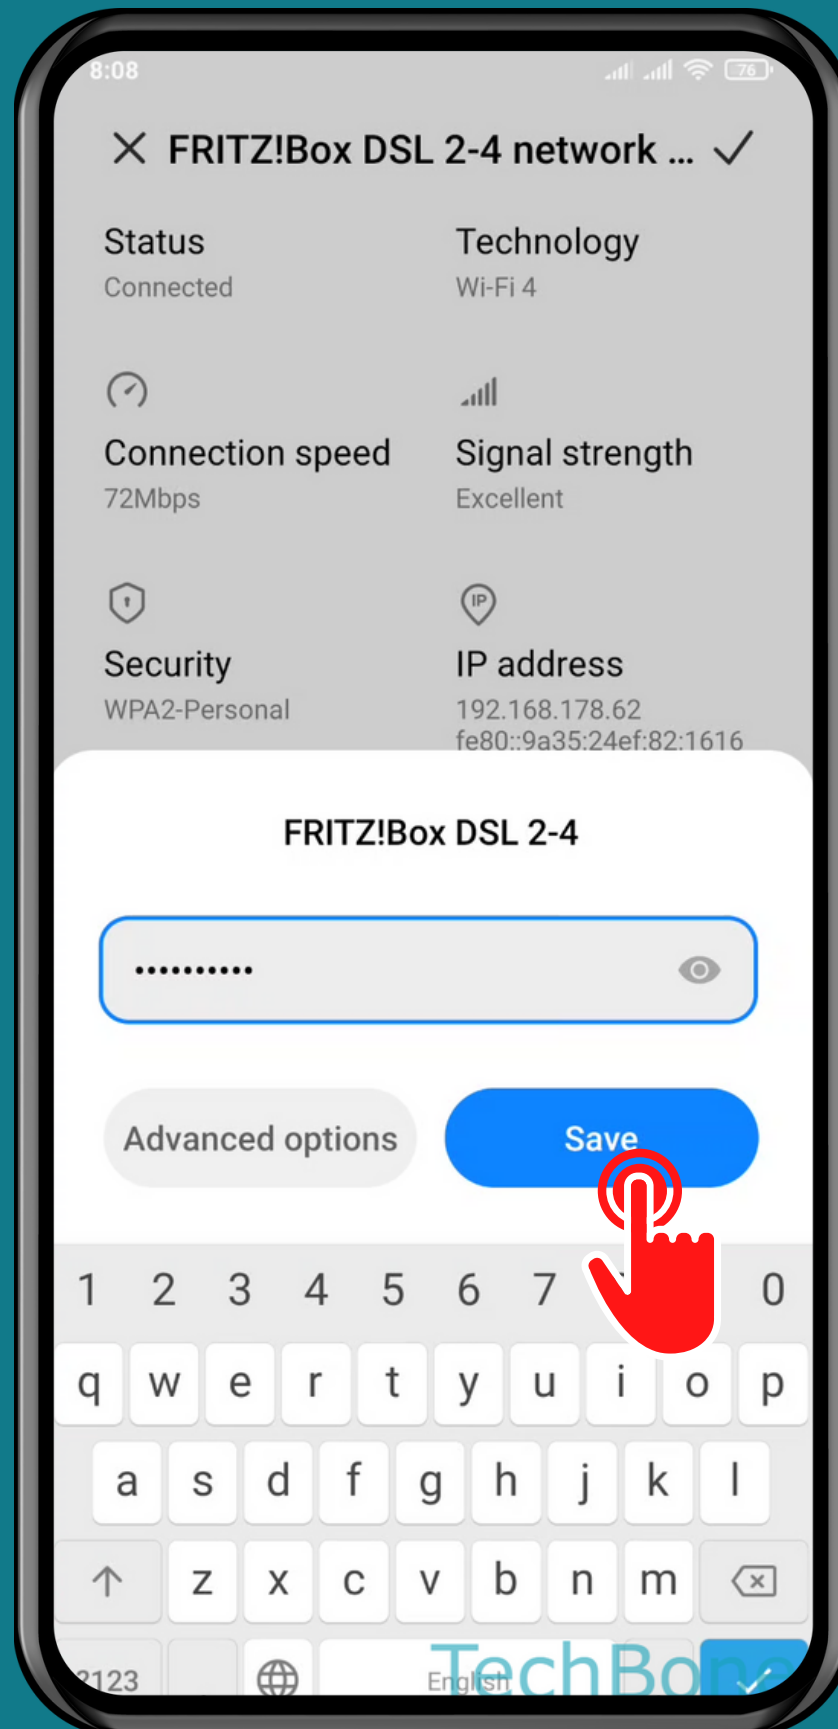 8:08 76
FRITZ!Box DSL 2-4 network ...
Status Technology
Connected Wi-Fi 4
Connection speed Signal strength
72Mbps Excellent
IP
Security IP address
WPA2-Personal 192.168.178.62
fe80::9a35:24ef:82:1616
FRITZ!Box DSL 2-4
••••••••••
Advanced options Save
1 2 3 4 5 6 7 0
q w e r t y u i o p
a s d f g h j k l
z x c v b n m
?123 English
TechBone